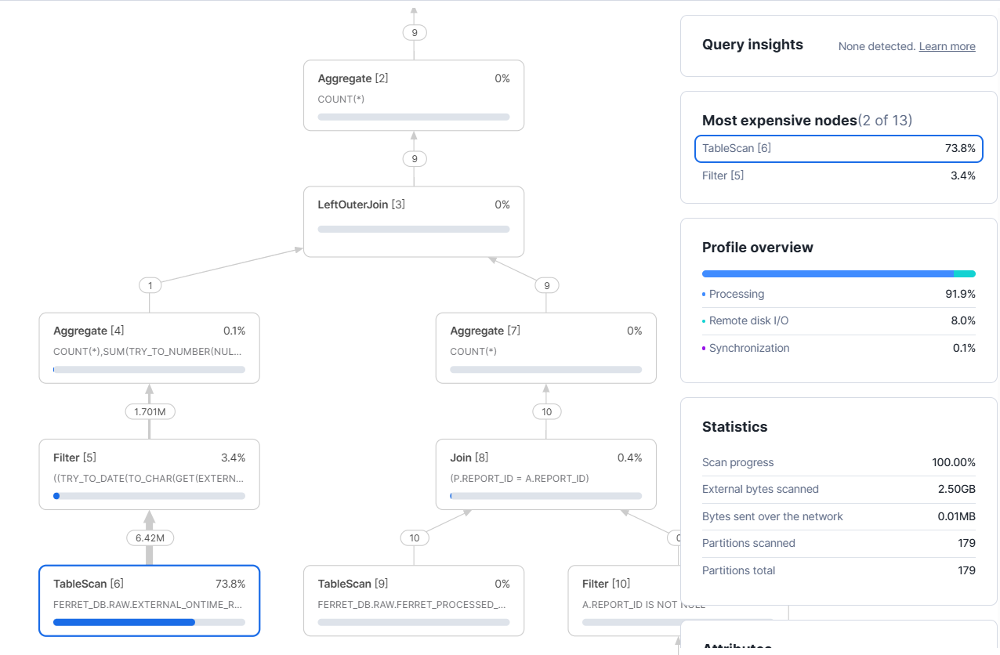 9
Aggregate [2] 0%
COUNT(*)
9
LeftOuterJoin [3] 0%
1
9
Aggregate [4] 0.1%
COUNT(*),SUM(TRY_TO_NUMBER(NUL...
Aggregate [7] 0%
COUNT(*)
1.701M
10
Filter [5] 3.4%
((TRY_TO_DATE(TO_CHAR(GET(EXTERN...
Join [8] 0.4%
(P.REPORT_ID = A.REPORT_ID)
6.42M
10
TableScan [6] 73.8%
FERRET_DB.RAW.EXTERNAL_ONTIME_R...
TableScan [9] 0%
FERRET_DB.RAW.FERRET_PROCESSED_...
Filter [10]
A.REPORT_ID IS NOT NULL
Query insights
None detected. Learn more
Most expensive nodes(2 of 13)
TableScan [6] 73.8%
Filter [5] 3.4%
Profile overview
Processing 91.9%
Remote disk I/O 8.0%
Synchronization 0.1%
Statistics
Scan progress 100.00%
External bytes scanned 2.50GB
Bytes sent over the network 0.01MB
Partitions scanned 179
Partitions total 179
Attributes